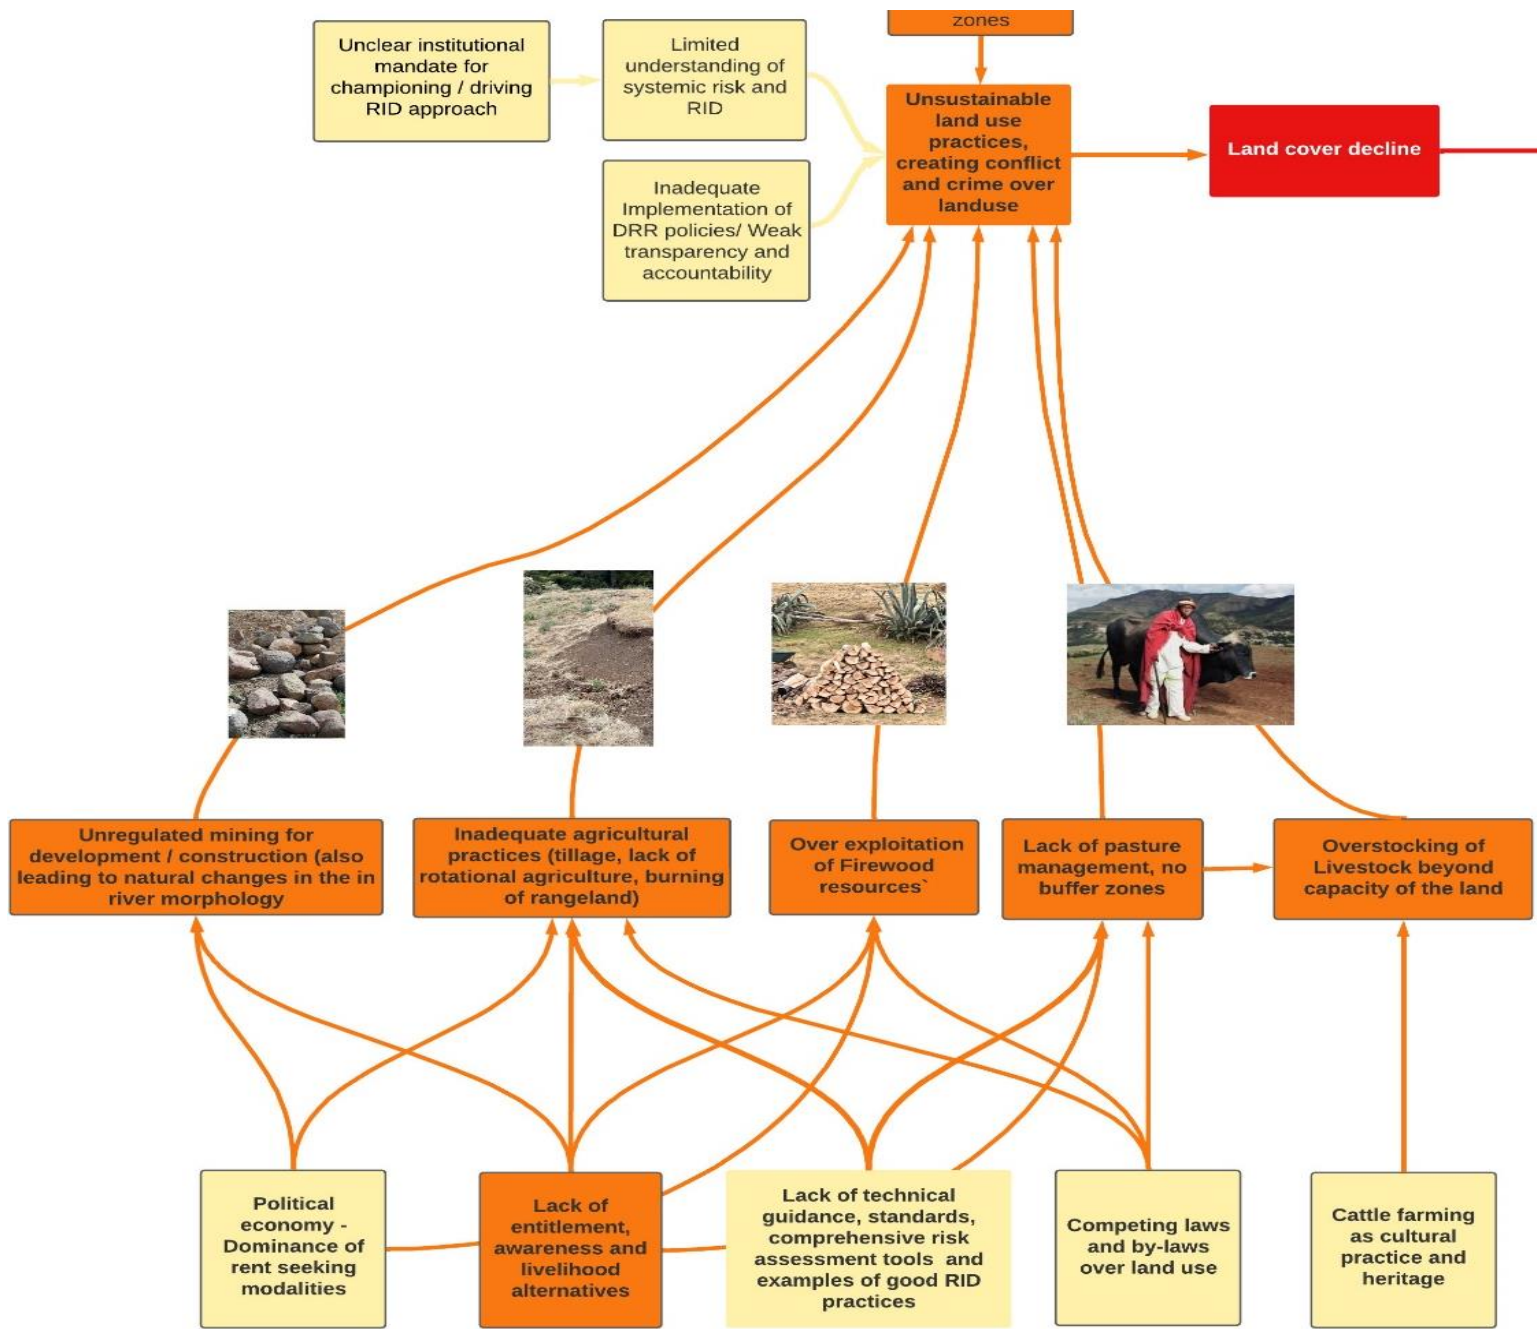 zones
Unclear institutional
mandate for
championing / driving
RID approach
Limited
understanding of
systemic risk and
RID
Unsustainable
land use
practices,
creating conflict
and crime over
landuse
Land cover decline
Inadequate
Implementation of
DRR policies/ Weak
transparency and
accountability
Unregulated mining for
development / construction (also
leading to natural changes in the in
river morphology
Inadequate agricultural
practices (tillage, lack of
rotational agriculture, burning
of rangeland)
Over exploitation
of Firewood
resources`
Lack of pasture
management, no
buffer zones
Overstocking of
Livestock beyond
capacity of the land
Political
economy -
Dominance of
rent seeking
modalities
Lack of
entitlement,
awareness and
livelihood
alternatives
Lack of technical
guidance, standards,
comprehensive risk
assessment tools  and
examples of good RID
practices
Competing laws
and by-laws
over land use
Cattle farming
as cultural
practice and
heritage